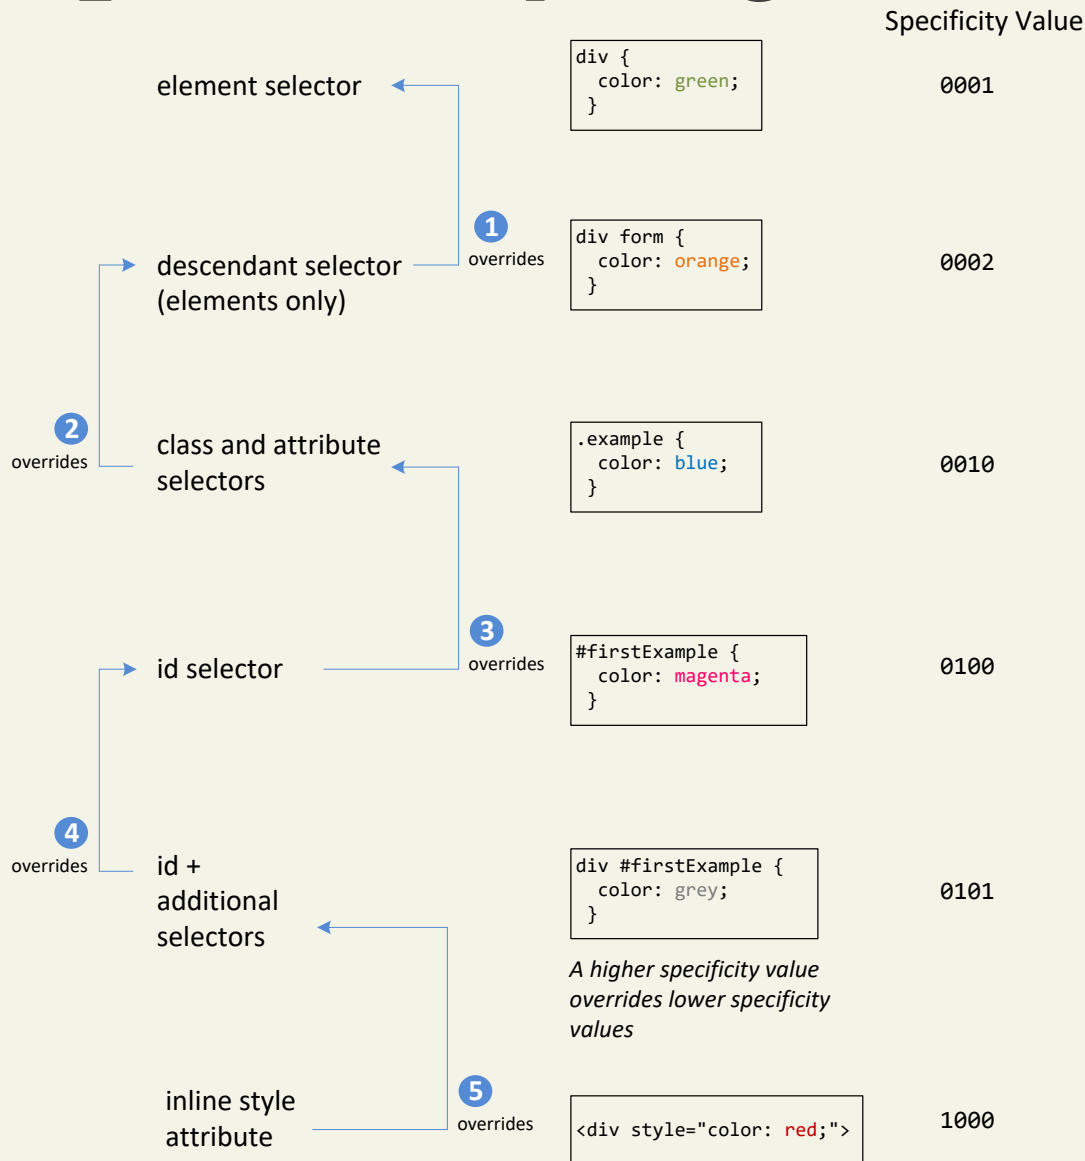 Specificity Value
element selector
div {
  color: green;
 }
0001
1
overrides
descendant selector
(elements only)
div form {
  color: orange;
 }
0002
2
overrides
class and attribute
selectors
.example {
  color: blue;
 }
0010
3
overrides
id selector
#firstExample {
  color: magenta;
 }
0100
4
overrides
id +
additional
selectors
div #firstExample {
  color: grey;
 }
0101
A higher specificity value
overrides lower specificity
values
5
overrides
inline style
attribute
<div style="color: red;">
1000